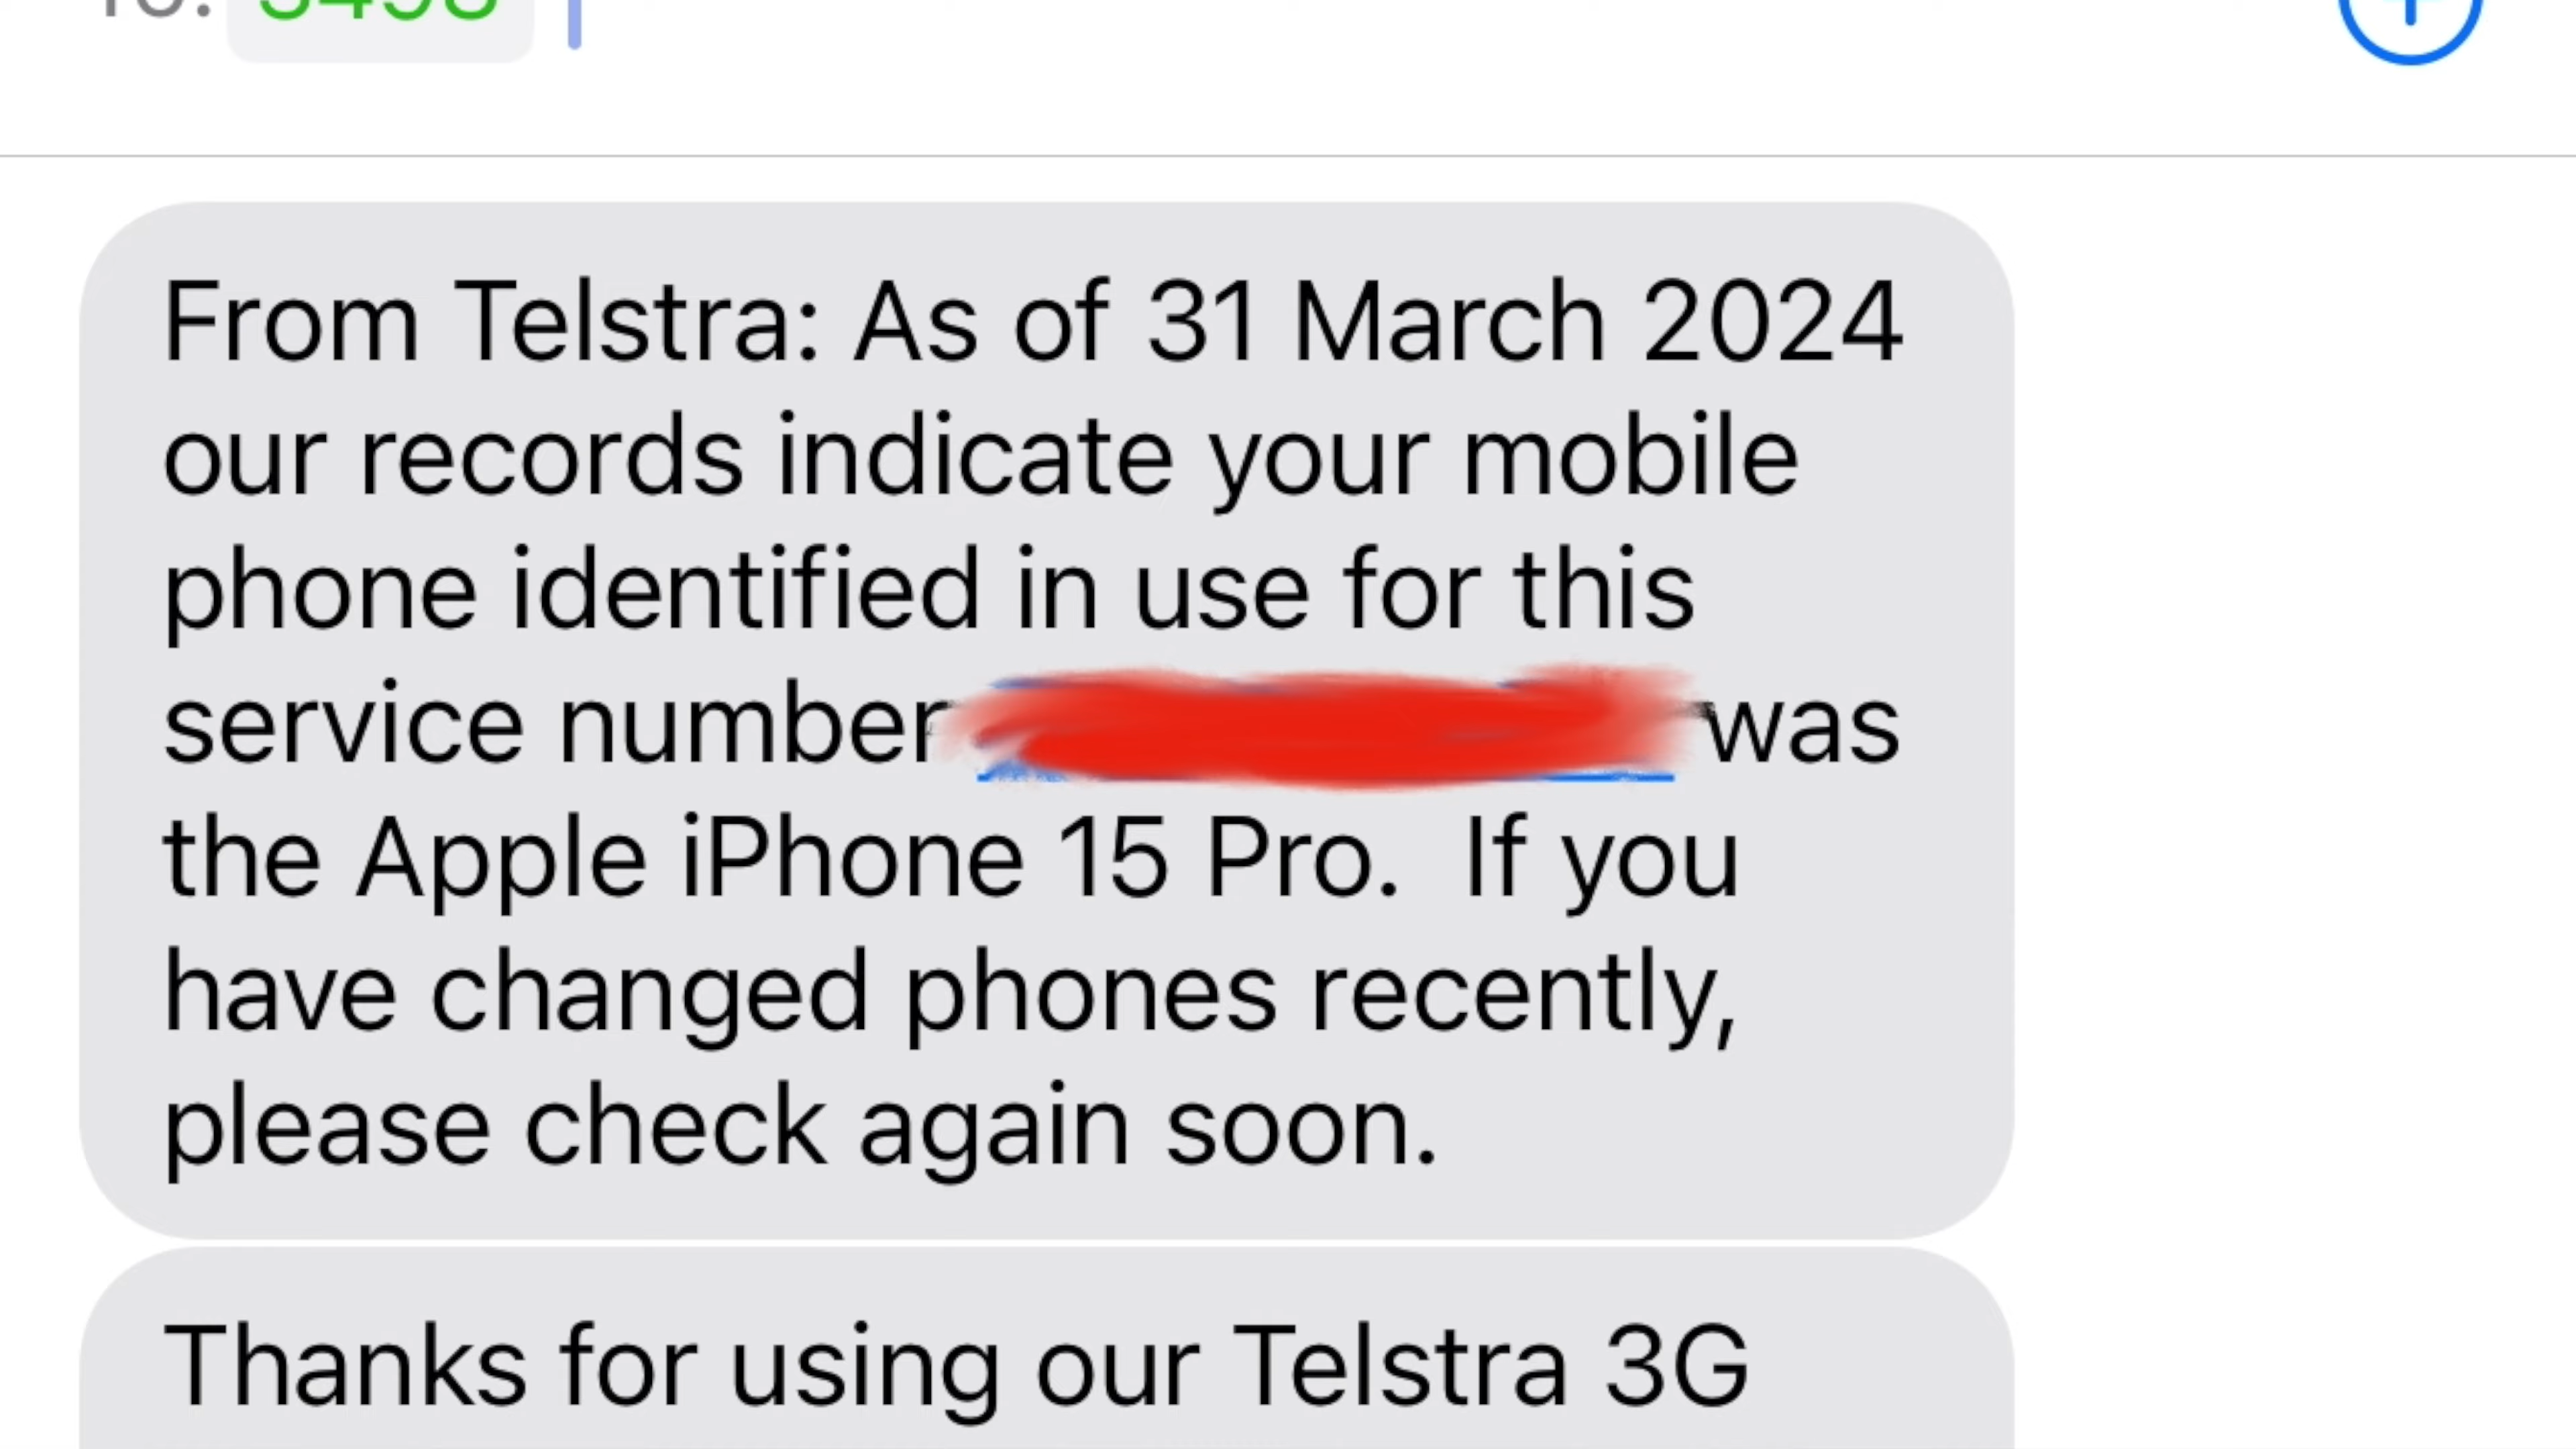 To: 3498
From Telstra: As of 31 March 2024
our records indicate your mobile
phone identified in use for this
service number was
the Apple iPhone 15 Pro.  If you
have changed phones recently,
please check again soon.
Thanks for using our Telstra 3G